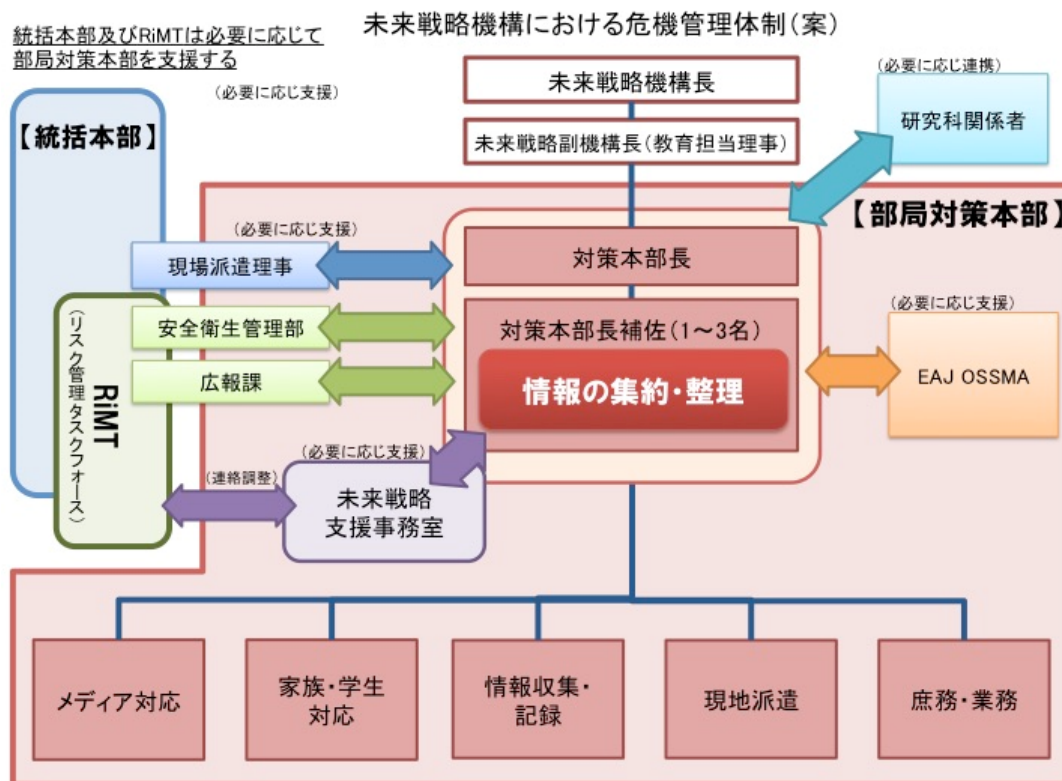 未来戦略機構における危機管理体制(案)
統括本部及びRiMTは必要に応じて
部局対策本部を支援する
(必要に応じ支援)
未来戦略機構長
(必要に応じ連携)
研究科関係者
【統括本部】
未来戦略副機構長(教育担当理事)
【部局対策本部】
(必要に応じ支援)
現場派遣理事
対策本部長
安全衛生管理部
対策本部長補佐(1～3名)
(必要に応じ支援)
広報課
情報の集約・整理
EAJ OSSMA
RiMT
(リスク管理タスクフォース)
(必要に応じ支援)
(連絡調整)
未来戦略
支援事務室
メディア対応
家族・学生
対応
情報収集・
記録
現地派遣
庶務・業務